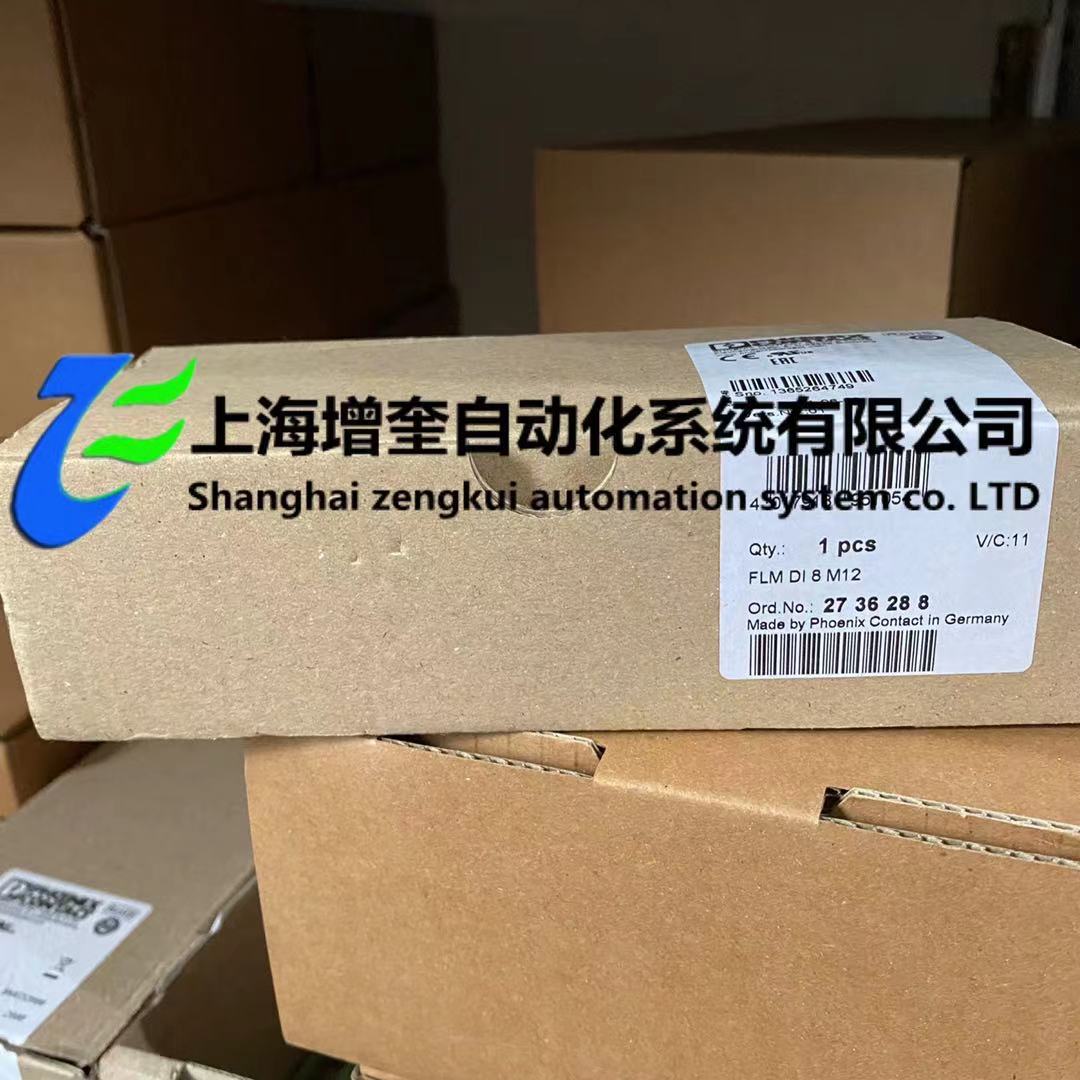 EAC
Snp. 1365264749
上海增奎自动化系统有限公司
Shanghai zengkui automation system co. LTD
Qty.: 1 pcs
V/C:11
FLM DI 8 M12
Ord.No.: 27 36 28 8
Made by Phoenix Contact in Germany